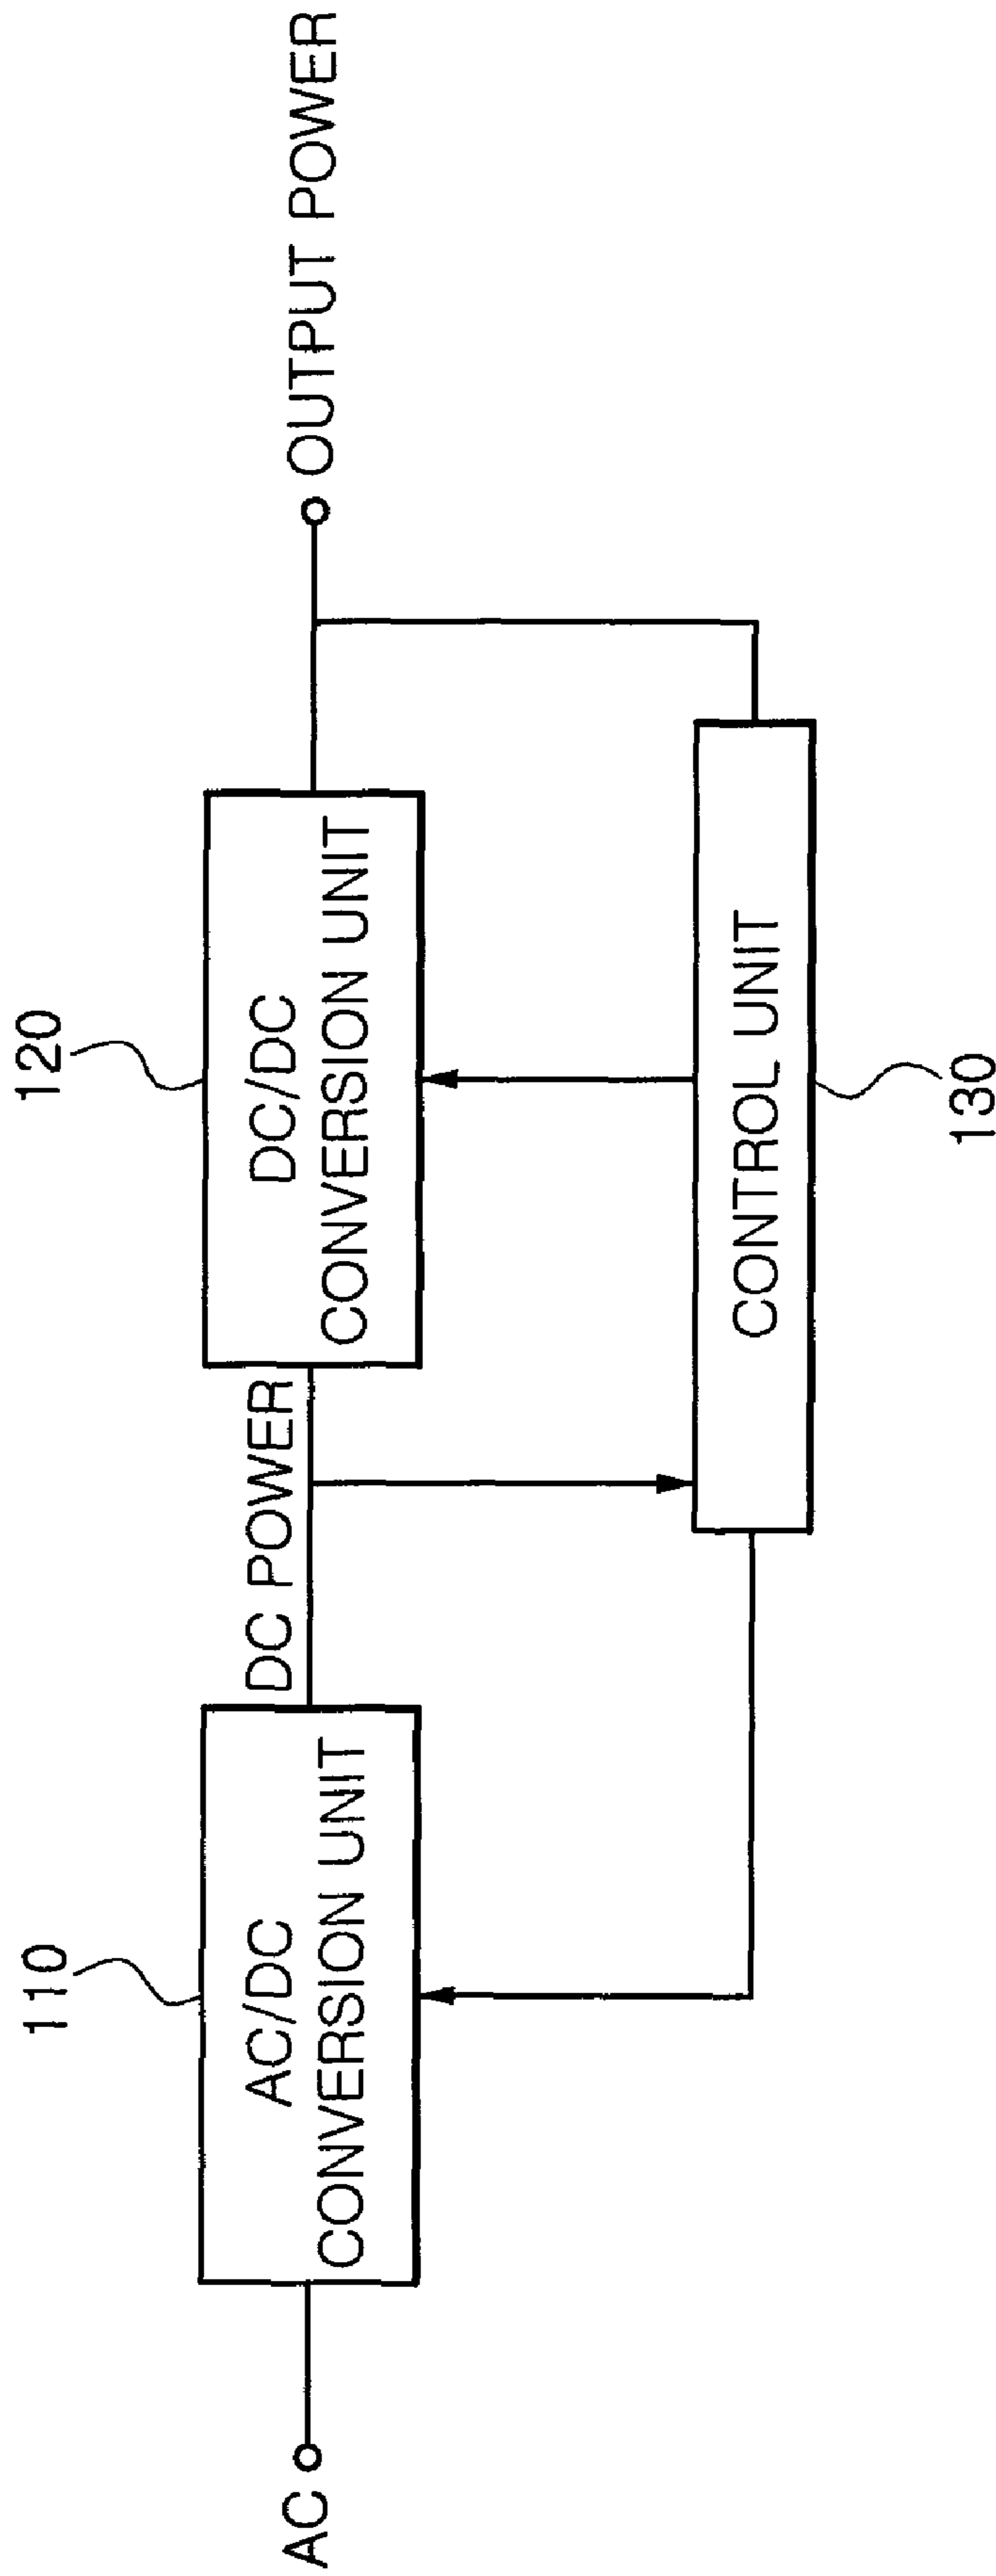 110
120
AC
AC/DC
CONVERSION UNIT
DC POWER
DC/DC
CONVERSION UNIT
OUTPUT POWER
CONTROL UNIT
130